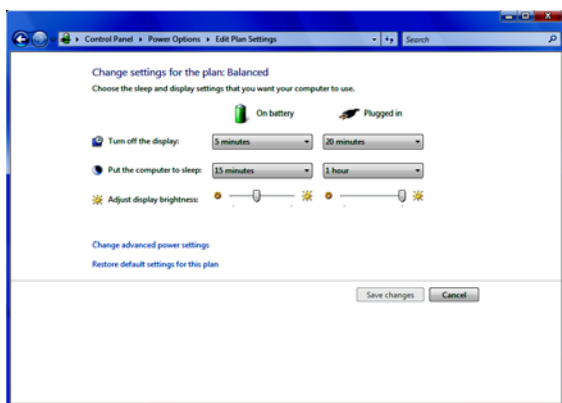 Control Panel ▸ Power Options ▸ Edit Plan Settings Search
Change settings for the plan: Balanced
Choose the sleep and display settings that you want your computer to use.
On battery Plugged in
Turn off the display: 5 minutes 20 minutes
Put the computer to sleep: 15 minutes 1 hour
Adjust display brightness:
Change advanced power settings
Restore default settings for this plan
Save changes Cancel